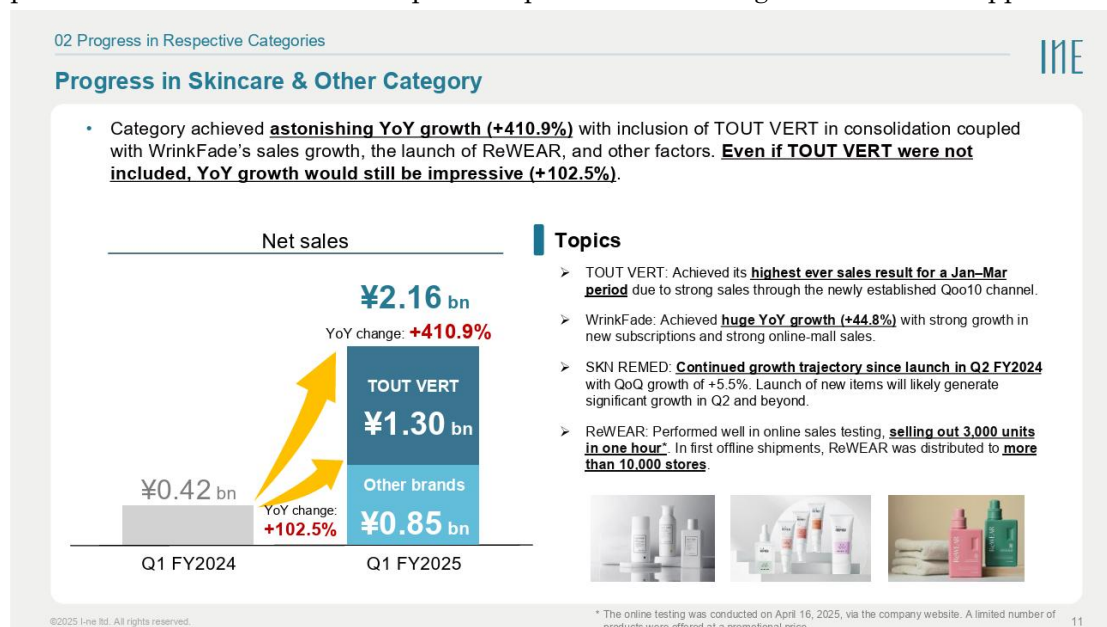 02 Progress in Respective Categories
INE
Progress in Skincare & Other Category
• Category achieved astonishing YoY growth (+410.9%) with inclusion of TOUT VERT in consolidation coupled
with WrinkFade's sales growth, the launch of ReWEAR, and other factors. Even if TOUT VERT were not
included, YoY growth would still be impressive (+102.5%).
Net sales
¥2.16 bn
YoY change: +410.9%
TOUT VERT
¥1.30 bn
¥0.42 bn
YoY change:
+102.5%
Other brands
¥0.85 bn
Q1 FY2024
Q1 FY2025
Topics
➢ TOUT VERT: Achieved its highest ever sales result for a Jan–Mar
period due to strong sales through the newly established Qoo10 channel.
➢ WrinkFade: Achieved huge YoY growth (+44.8%) with strong growth in
new subscriptions and strong online-mall sales.
➢ SKN REMED: Continued growth trajectory since launch in Q2 FY2024
with QoQ growth of +5.5%. Launch of new items will likely generate
significant growth in Q2 and beyond.
➢ ReWEAR: Performed well in online sales testing, selling out 3,000 units
in one hour*. In first offline shipments, ReWEAR was distributed to more
than 10,000 stores.
ReWEAR
ReWEAR
* The online testing was conducted on April 16, 2025, via the company website. A limited number of
products were offered at a promotional price
©2025 I-ne ltd. All rights reserved.
11